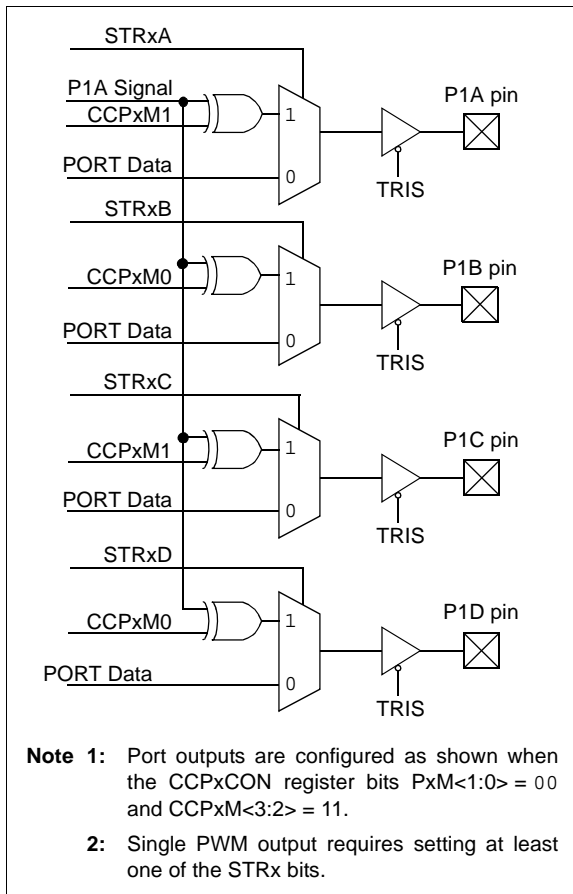 STRxA
P1A Signal
CCPxM1
1
P1A pin
PORT Data
0
TRIS
STRxB
CCPxM0
1
P1B pin
PORT Data
0
TRIS
STRxC
CCPxM1
1
P1C pin
PORT Data
0
TRIS
STRxD
CCPxM0
1
P1D pin
PORT Data
0
TRIS
Note 1: Port outputs are configured as shown when
the CCPxCON register bits PxM<1:0> = 00
and CCPxM<3:2> = 11.
2: Single PWM output requires setting at least
one of the STRx bits.